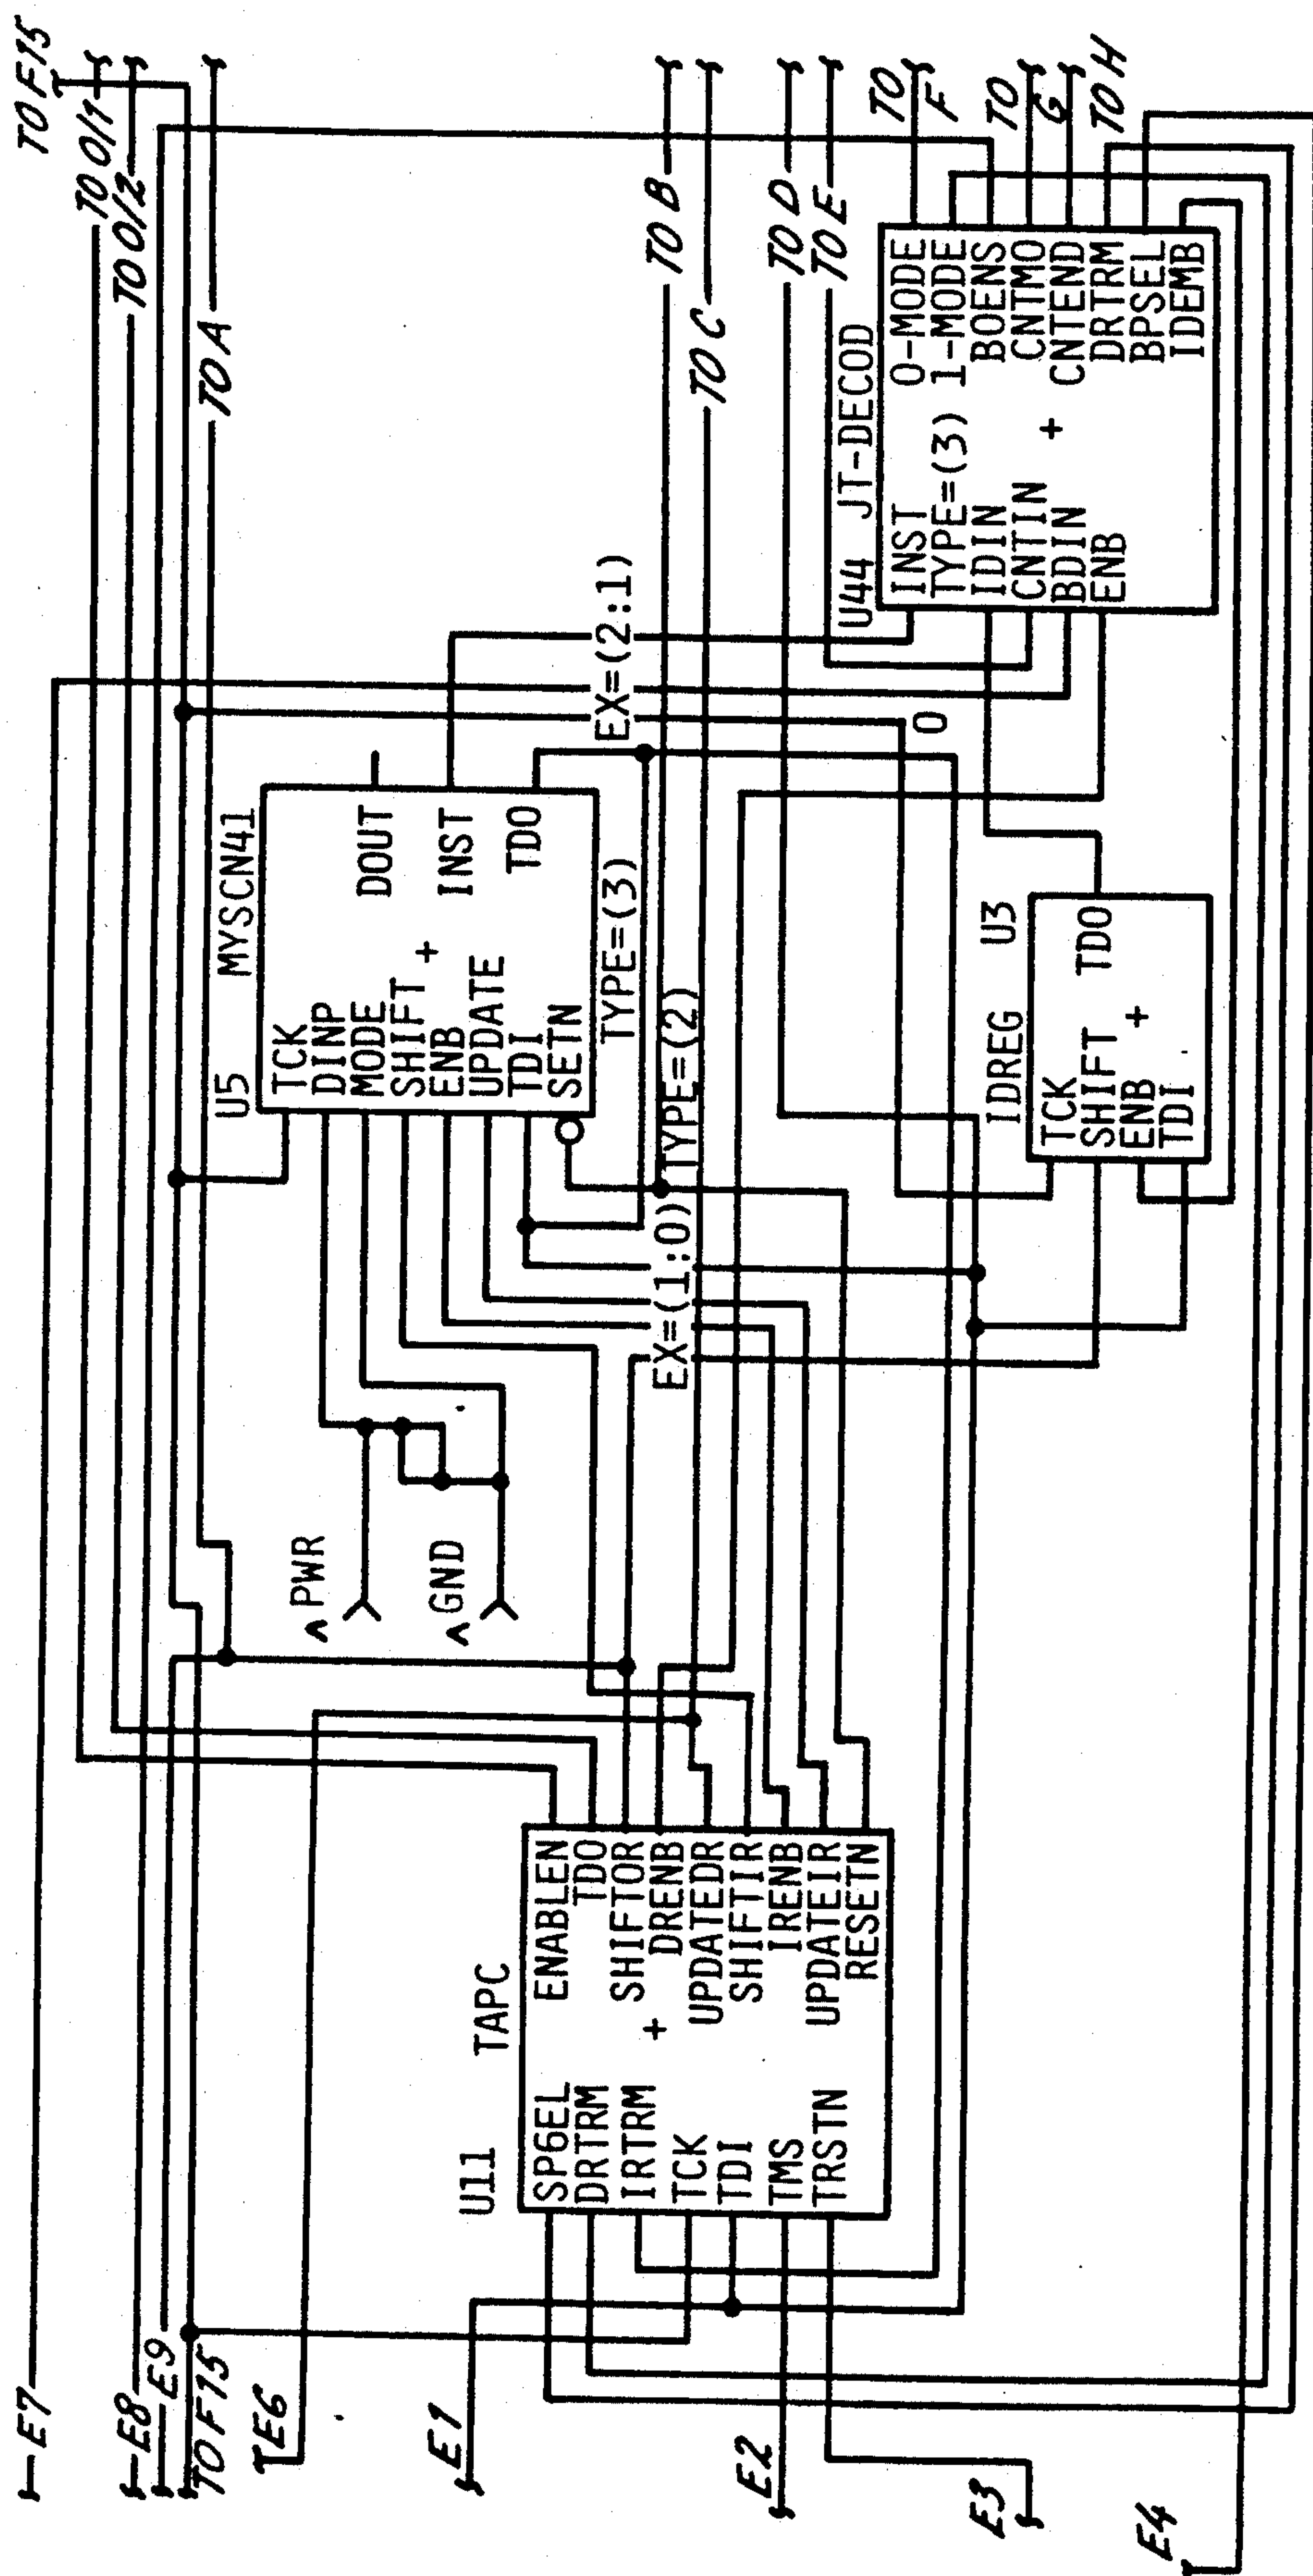 TO F15
TO 0/1
TO 0/2
TO A
TO B
TO C
TO D
TO E
TO F
TO G
TO H
E7
E8
E9
TO F15
E6
E1
E2
E3
E4
^ PWR
^ GND
U5 MYSCN41
TCK
DINP
MODE
SHIFT
ENB
UPDATE
TDI
SETN
+
DOUT
INST
TDO
TYPE=(3)
EX=(2:1)
EX=(1:0)
TYPE=(2)
U44 JT-DECOD
INST
TYPE=(3)
IDIN
CNTIN
BDIN
ENB
+
0-MODE
1-MODE
BOENS
CNTMO
CNTEND
DRTRM
BPSEL
IDEMB
0
IDREG U3
TCK
SHIFT
ENB
TDI
+
TDO
U11 TAPC
SP6EL
DRTRM
IRTRM
TCK
TDI
TMS
TRSTN
+
ENABLEN
TDO
SHIFTOR
DRENB
UPDATEDR
SHIFTIR
IRENB
UPDATEIR
RESETN